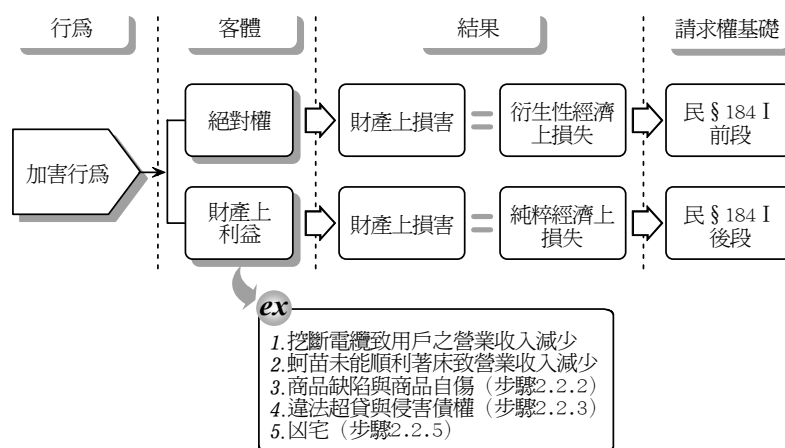 行為
客體
結果
請求權基礎
加害行為
絕對權
財產上損害
=
衍生性經濟
上損失
民§184 I
前段
財產上
利益
財產上損害
=
純粹經濟上
損失
民§184 I
後段
ex
1.挖斷電纜致用戶之營業收入減少
2.蚵苗未能順利著床致營業收入減少
3.商品缺陷與商品自傷（步驟2.2.2）
4.違法超貸與侵害債權（步驟2.2.3）
5.凶宅（步驟2.2.5）